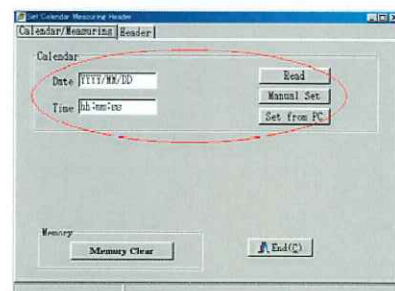 Set Calendar Measuring Header
Calendar/Measuring Header
Calendar
Date YYYY/MM/DD
Time hh:mm:ms
Read
Manual Set
Set from PC
Memory
Memory Clear
End(C)